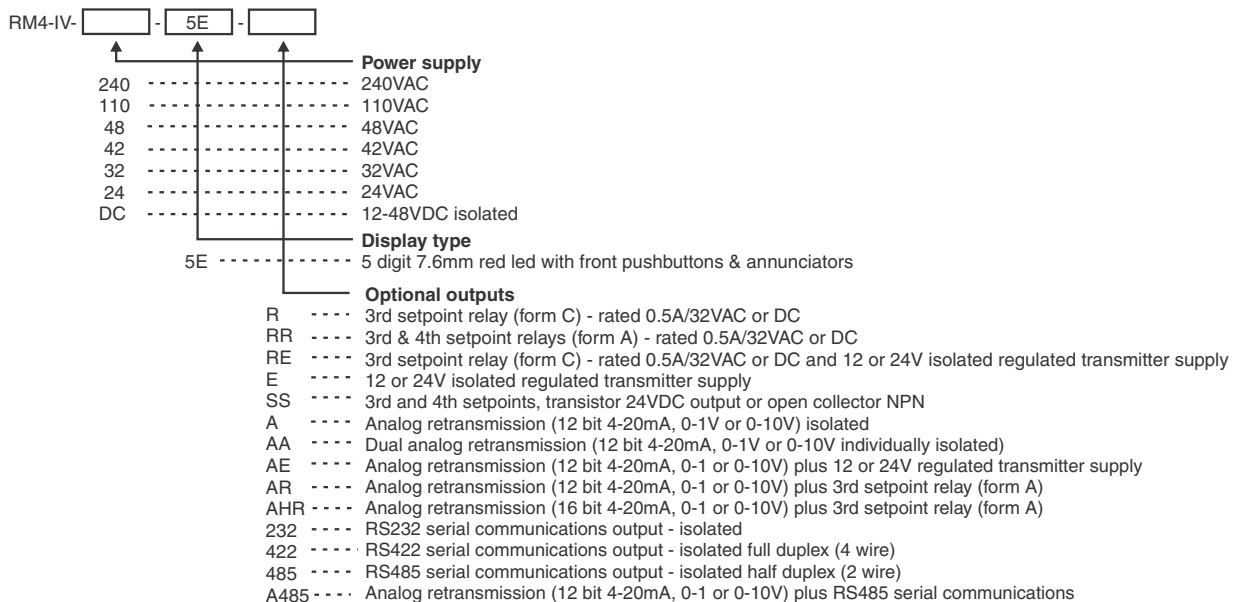 RM4-IV- - 5E -
Power supply
240 240VAC
110 110VAC
48 48VAC
42 42VAC
32 32VAC
24 24VAC
DC 12-48VDC isolated
Display type
5E 5 digit 7.6mm red led with front pushbuttons & annunciators
Optional outputs
R 3rd setpoint relay (form C) - rated 0.5A/32VAC or DC
RR 3rd & 4th setpoint relays (form A) - rated 0.5A/32VAC or DC
RE 3rd setpoint relay (form C) - rated 0.5A/32VAC or DC and 12 or 24V isolated regulated transmitter supply
E 12 or 24V isolated regulated transmitter supply
SS 3rd and 4th setpoints, transistor 24VDC output or open collector NPN
A Analog retransmission (12 bit 4-20mA, 0-1V or 0-10V) isolated
AA Dual analog retransmission (12 bit 4-20mA, 0-1V or 0-10V individually isolated)
AE Analog retransmission (12 bit 4-20mA, 0-1 or 0-10V) plus 12 or 24V regulated transmitter supply
AR Analog retransmission (12 bit 4-20mA, 0-1 or 0-10V) plus 3rd setpoint relay (form A)
AHR Analog retransmission (16 bit 4-20mA, 0-1 or 0-10V) plus 3rd setpoint relay (form A)
232 RS232 serial communications output - isolated
422 RS422 serial communications output - isolated full duplex (4 wire)
485 RS485 serial communications output - isolated half duplex (2 wire)
A485 Analog retransmission (12 bit 4-20mA, 0-1 or 0-10V) plus RS485 serial communications